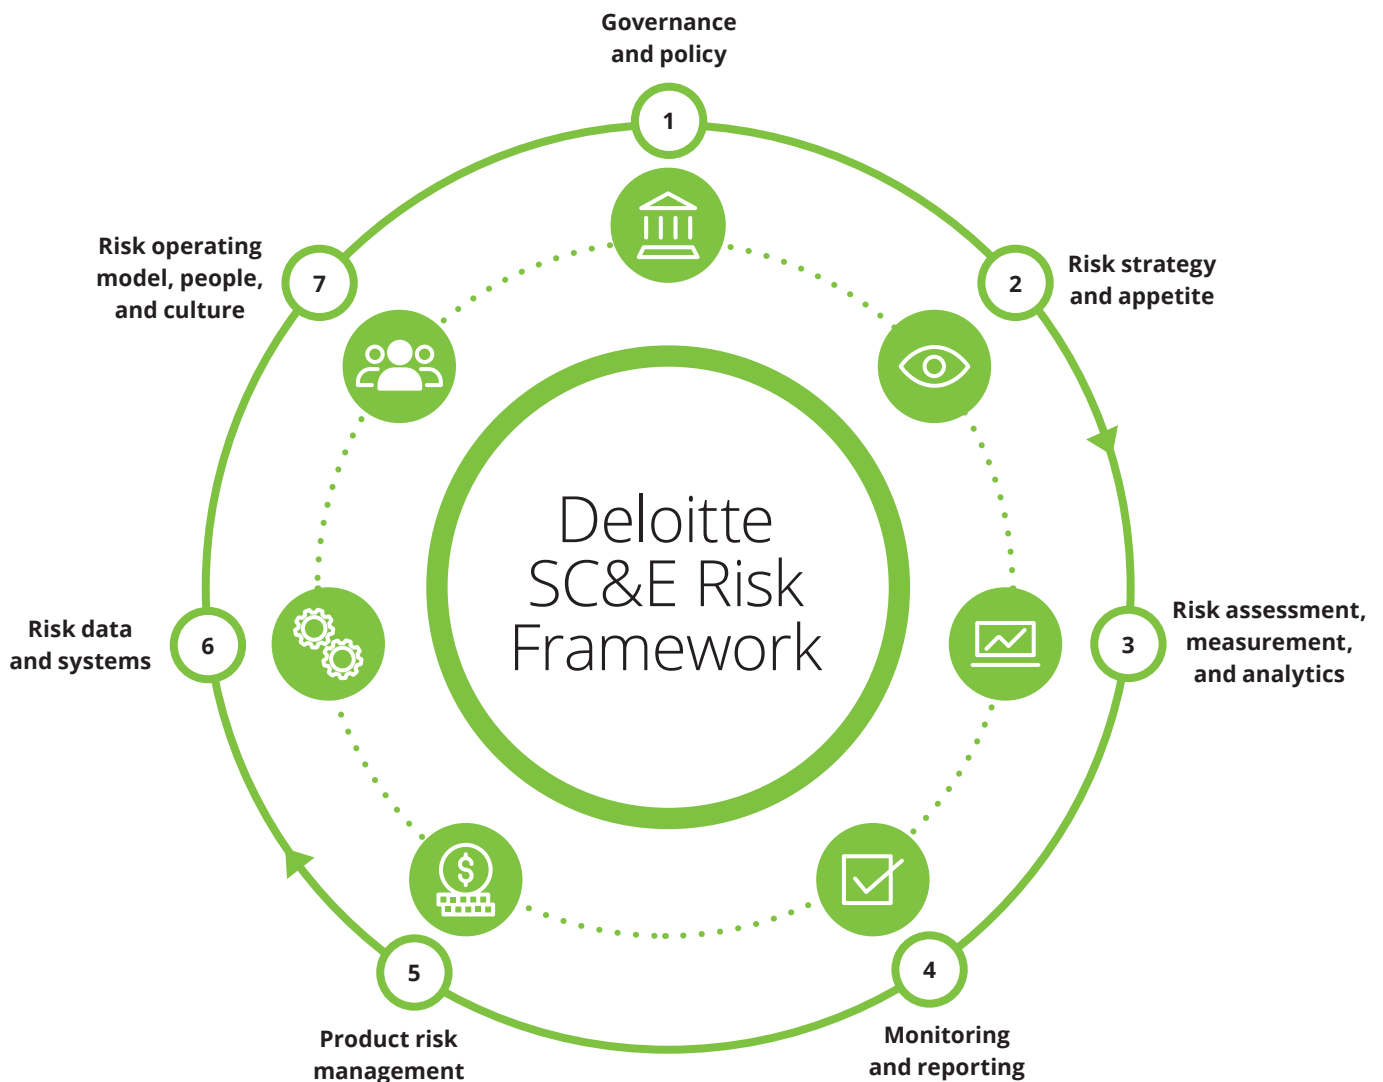 Governance
and policy
1
Risk strategy
and appetite
2
Risk assessment,
measurement,
and analytics
3
Monitoring
and reporting
4
Product risk
management
5
Risk data
and systems
6
Risk operating
model, people,
and culture
7
Deloitte
SC&E Risk
Framework
$